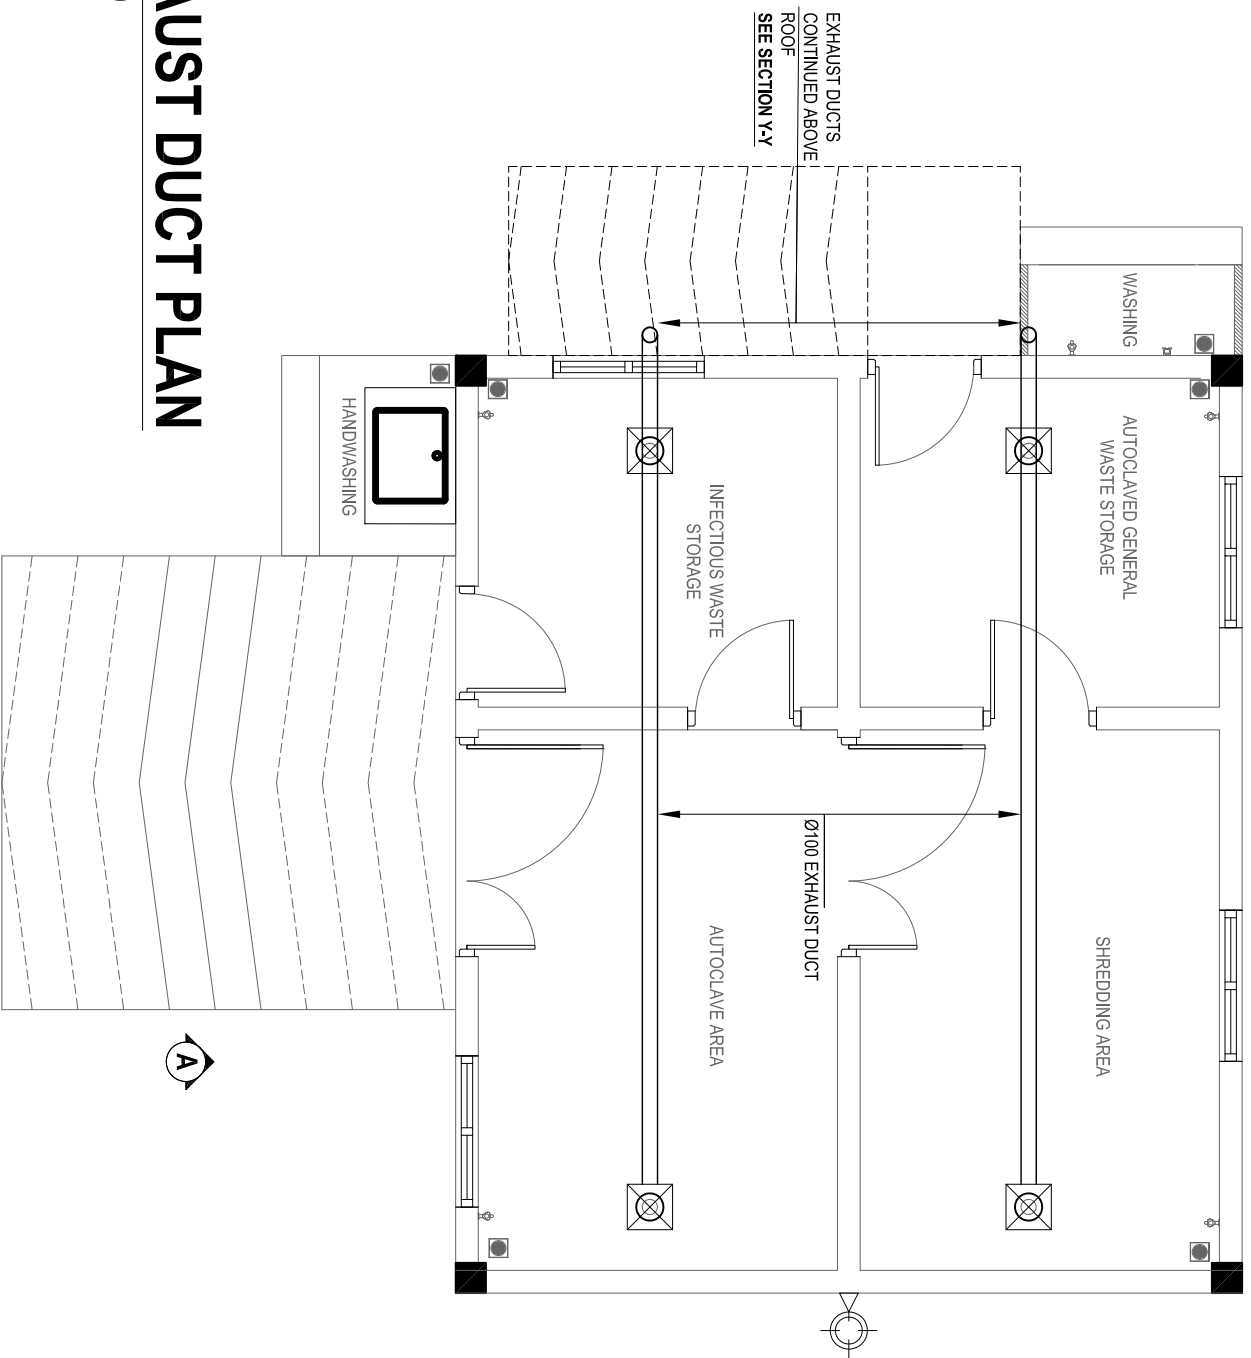 EXHAUST DUCTS
CONTINUED ABOVE
ROOF
SEE SECTION Y-Y
WASHING
AUTOCLAVED GENERAL
WASTE STORAGE
INFECTIOUS WASTE
STORAGE
HANDWASHING
Ø100 EXHAUST DUCT
SHREDDING AREA
AUTOCLAVE AREA
A
AUST DUCT PLAN